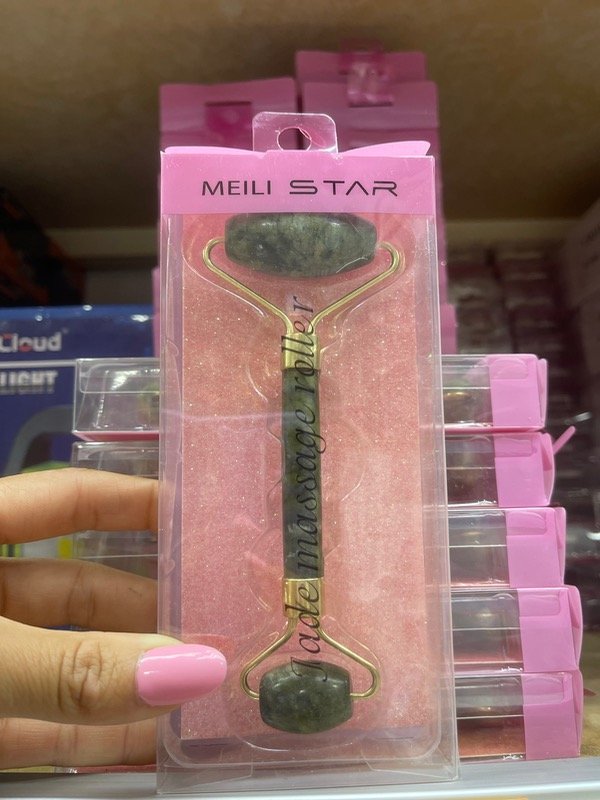 MEILI STAR
Jade massage roller
Cloud
LIGHT